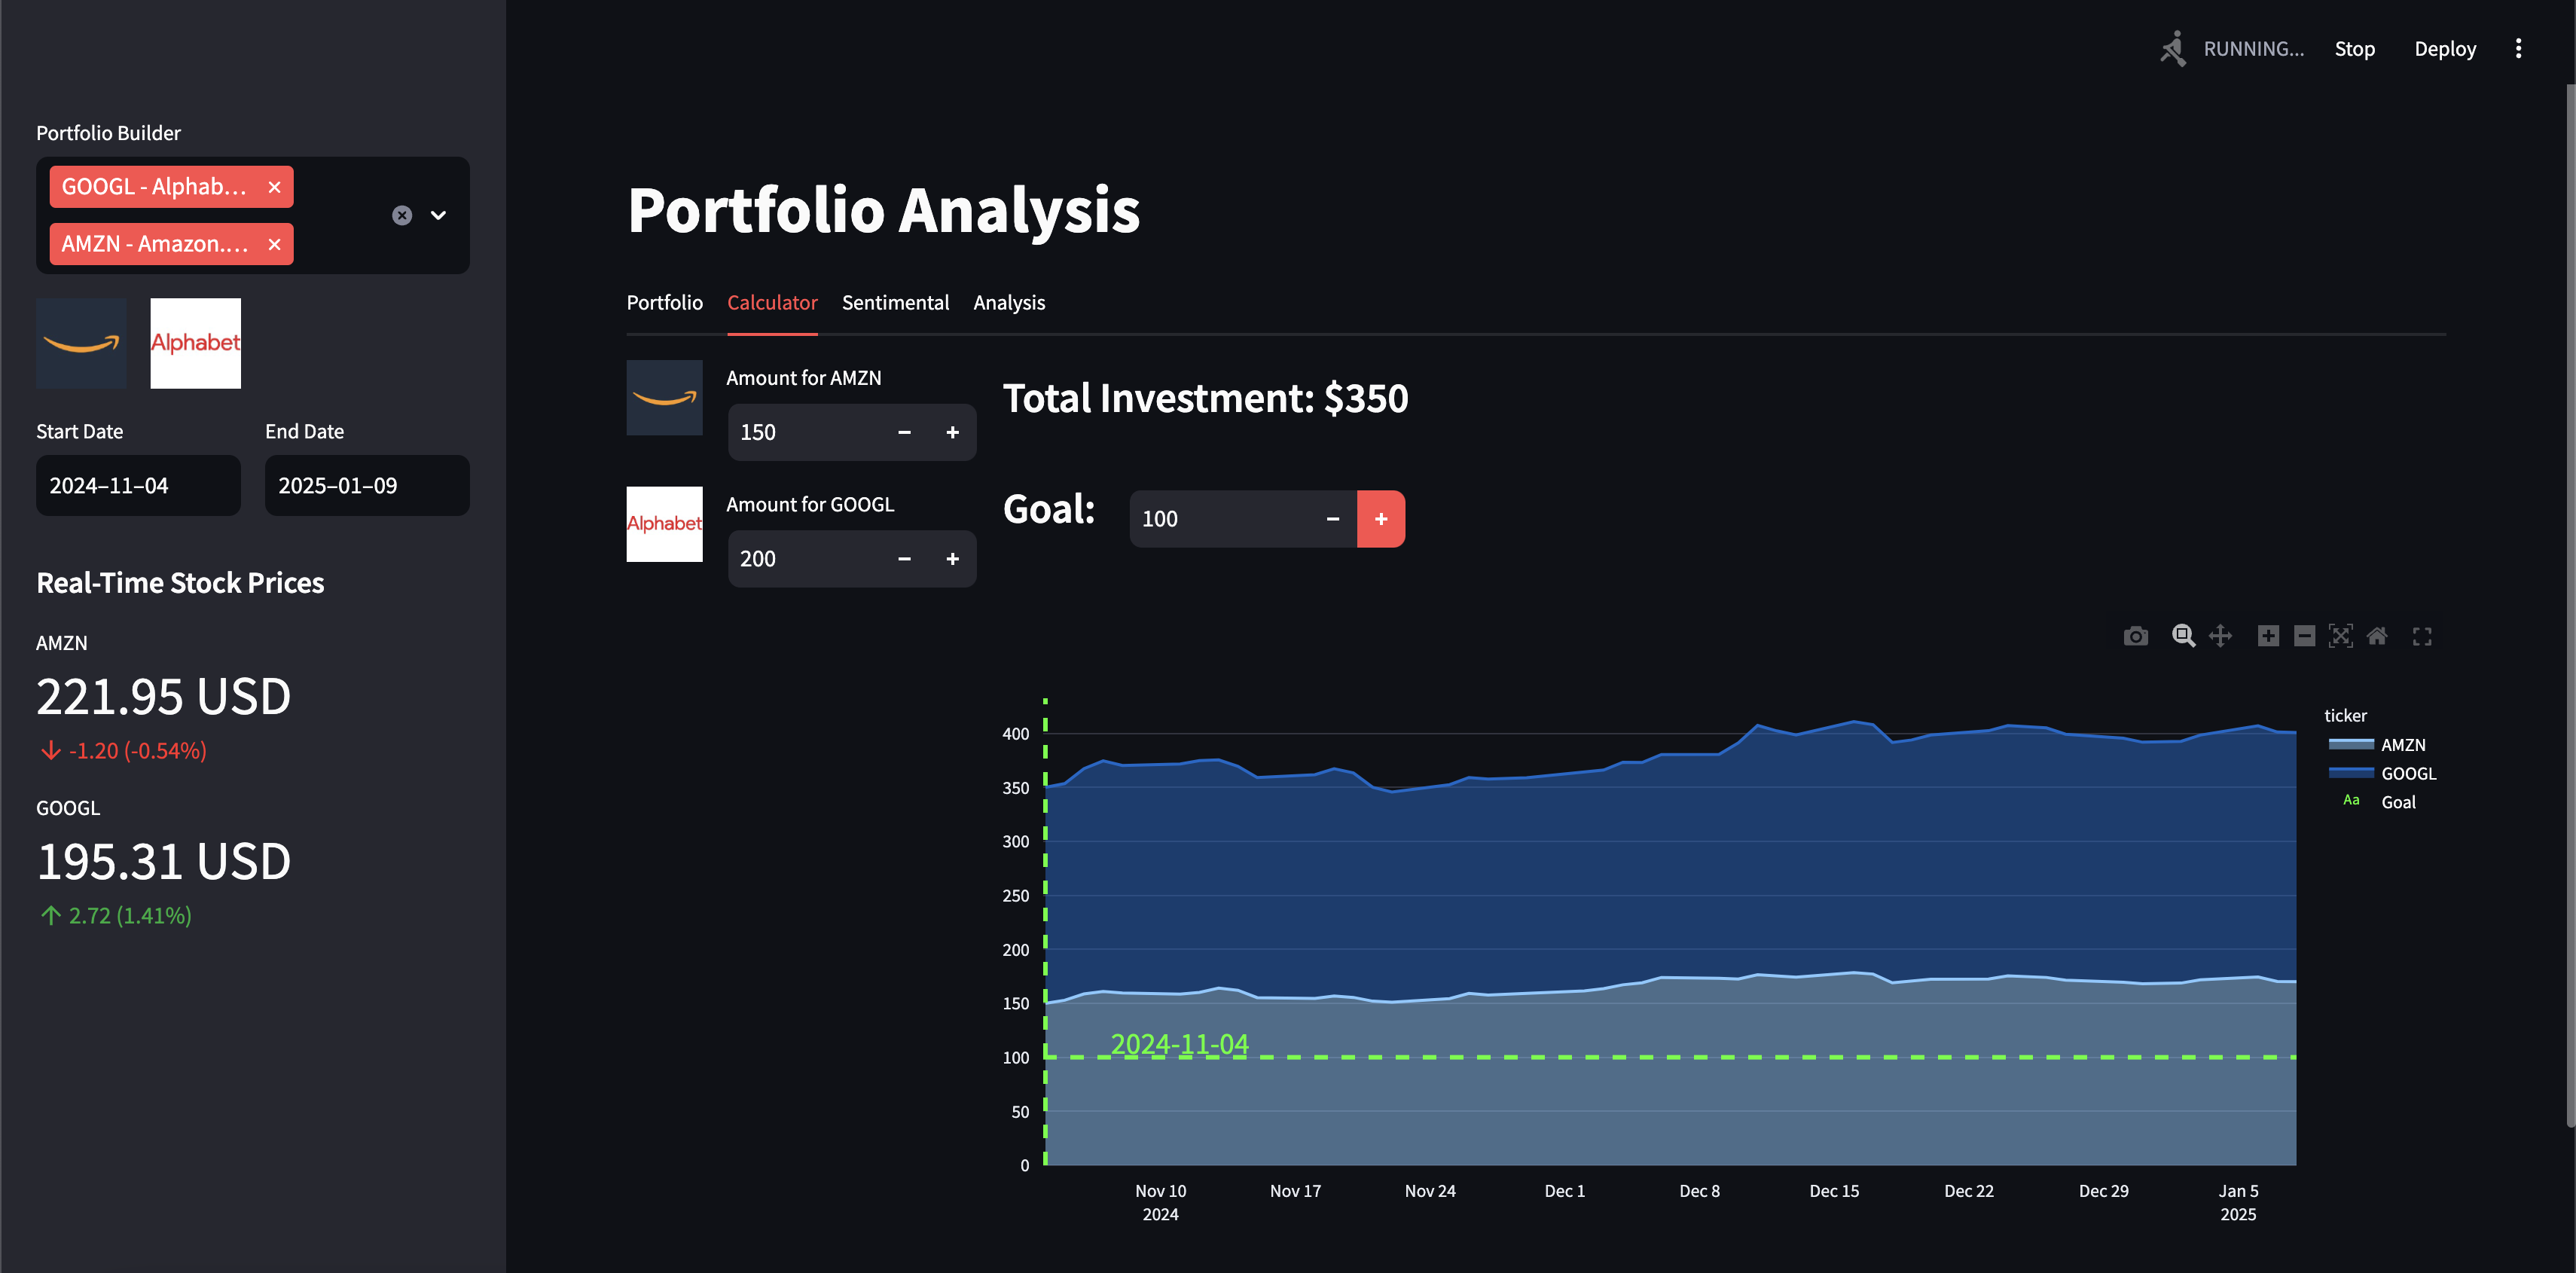 RUNNING...
Stop
Deploy
Portfolio Builder
GOOGL - Alphab...
AMZN - Amazon....
Alphabet
Start Date
End Date
2024–11–04
2025–01–09
Real-Time Stock Prices
AMZN
221.95 USD
-1.20 (-0.54%)
GOOGL
195.31 USD
2.72 (1.41%)
Portfolio Analysis
Portfolio
Calculator
Sentimental
Analysis
Amount for AMZN
150
Alphabet
Amount for GOOGL
200
Total Investment: $350
Goal:
100
400
350
300
250
200
150
100
50
0
2024-11-04
Nov 10
2024
Nov 17
Nov 24
Dec 1
Dec 8
Dec 15
Dec 22
Dec 29
Jan 5
2025
ticker
AMZN
GOOGL
Aa Goal